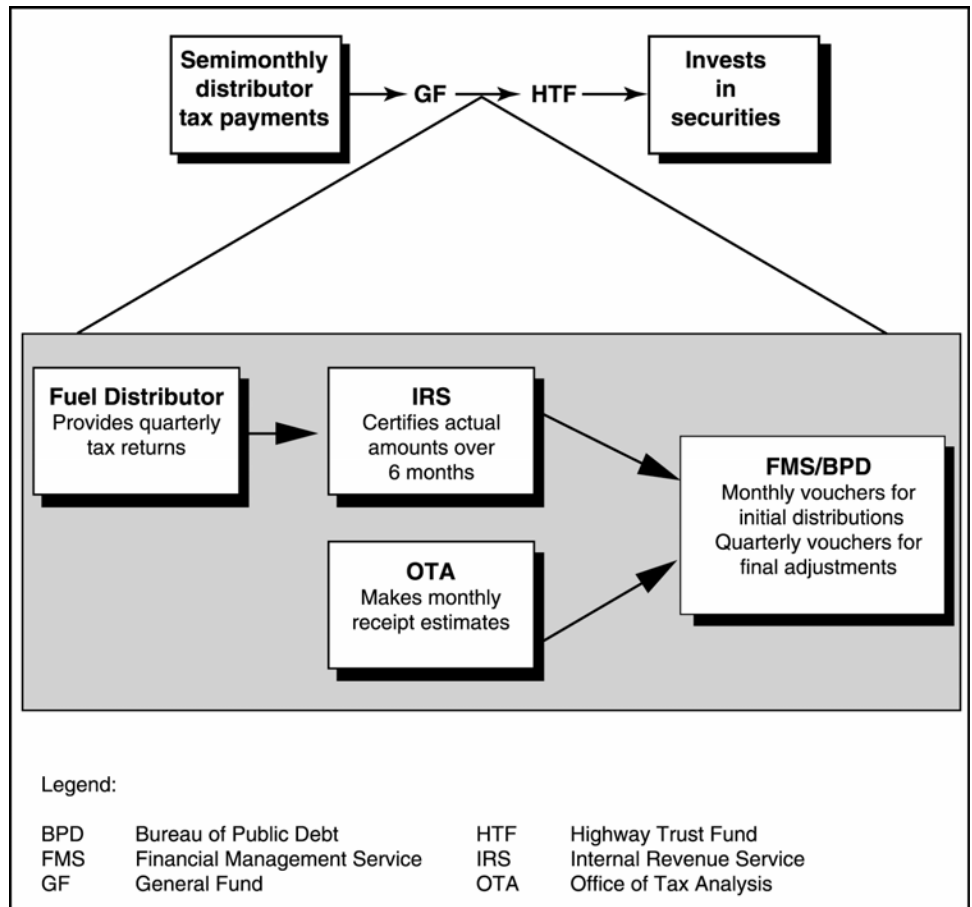 Semimonthly
distributor
tax payments
GF
HTF
Invests
in
securities
Fuel Distributor
Provides quarterly
tax returns
IRS
Certifies actual
amounts over
6 months
OTA
Makes monthly
receipt estimates
FMS/BPD
Monthly vouchers for
initial distributions
Quarterly vouchers for
final adjustments
Legend:
BPD Bureau of Public Debt
FMS Financial Management Service
GF General Fund
HTF Highway Trust Fund
IRS Internal Revenue Service
OTA Office of Tax Analysis